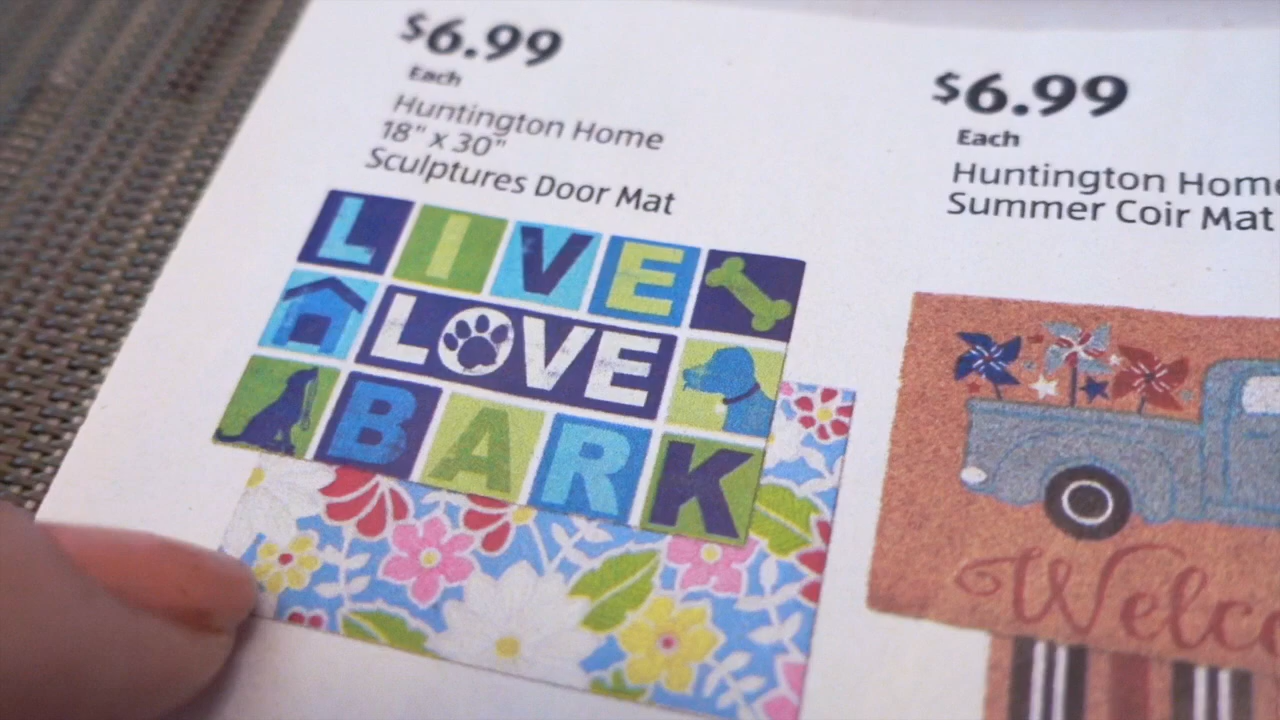 $6.99
Each
Huntington Home
18" x 30"
Sculptures Door Mat
LIVE
LOVE
BARK
$6.99
Each
Huntington Home
Summer Coir Mat
Welco